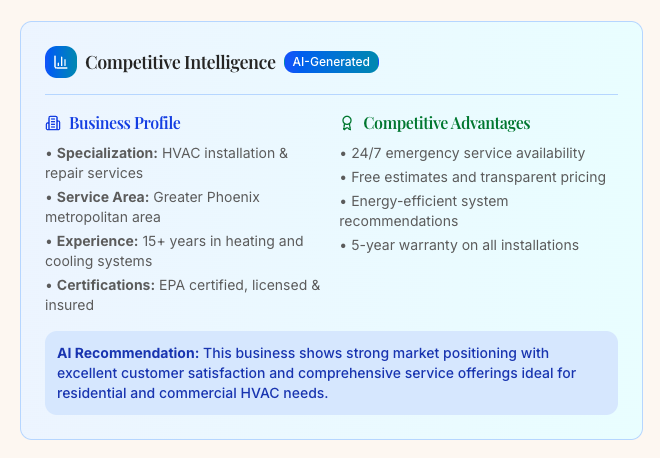 Competitive Intelligence AI-Generated
Business Profile
• Specialization: HVAC installation &
repair services
• Service Area: Greater Phoenix
metropolitan area
• Experience: 15+ years in heating and
cooling systems
• Certifications: EPA certified, licensed &
insured
Competitive Advantages
• 24/7 emergency service availability
• Free estimates and transparent pricing
• Energy-efficient system
recommendations
• 5-year warranty on all installations
AI Recommendation: This business shows strong market positioning with
excellent customer satisfaction and comprehensive service offerings ideal for
residential and commercial HVAC needs.